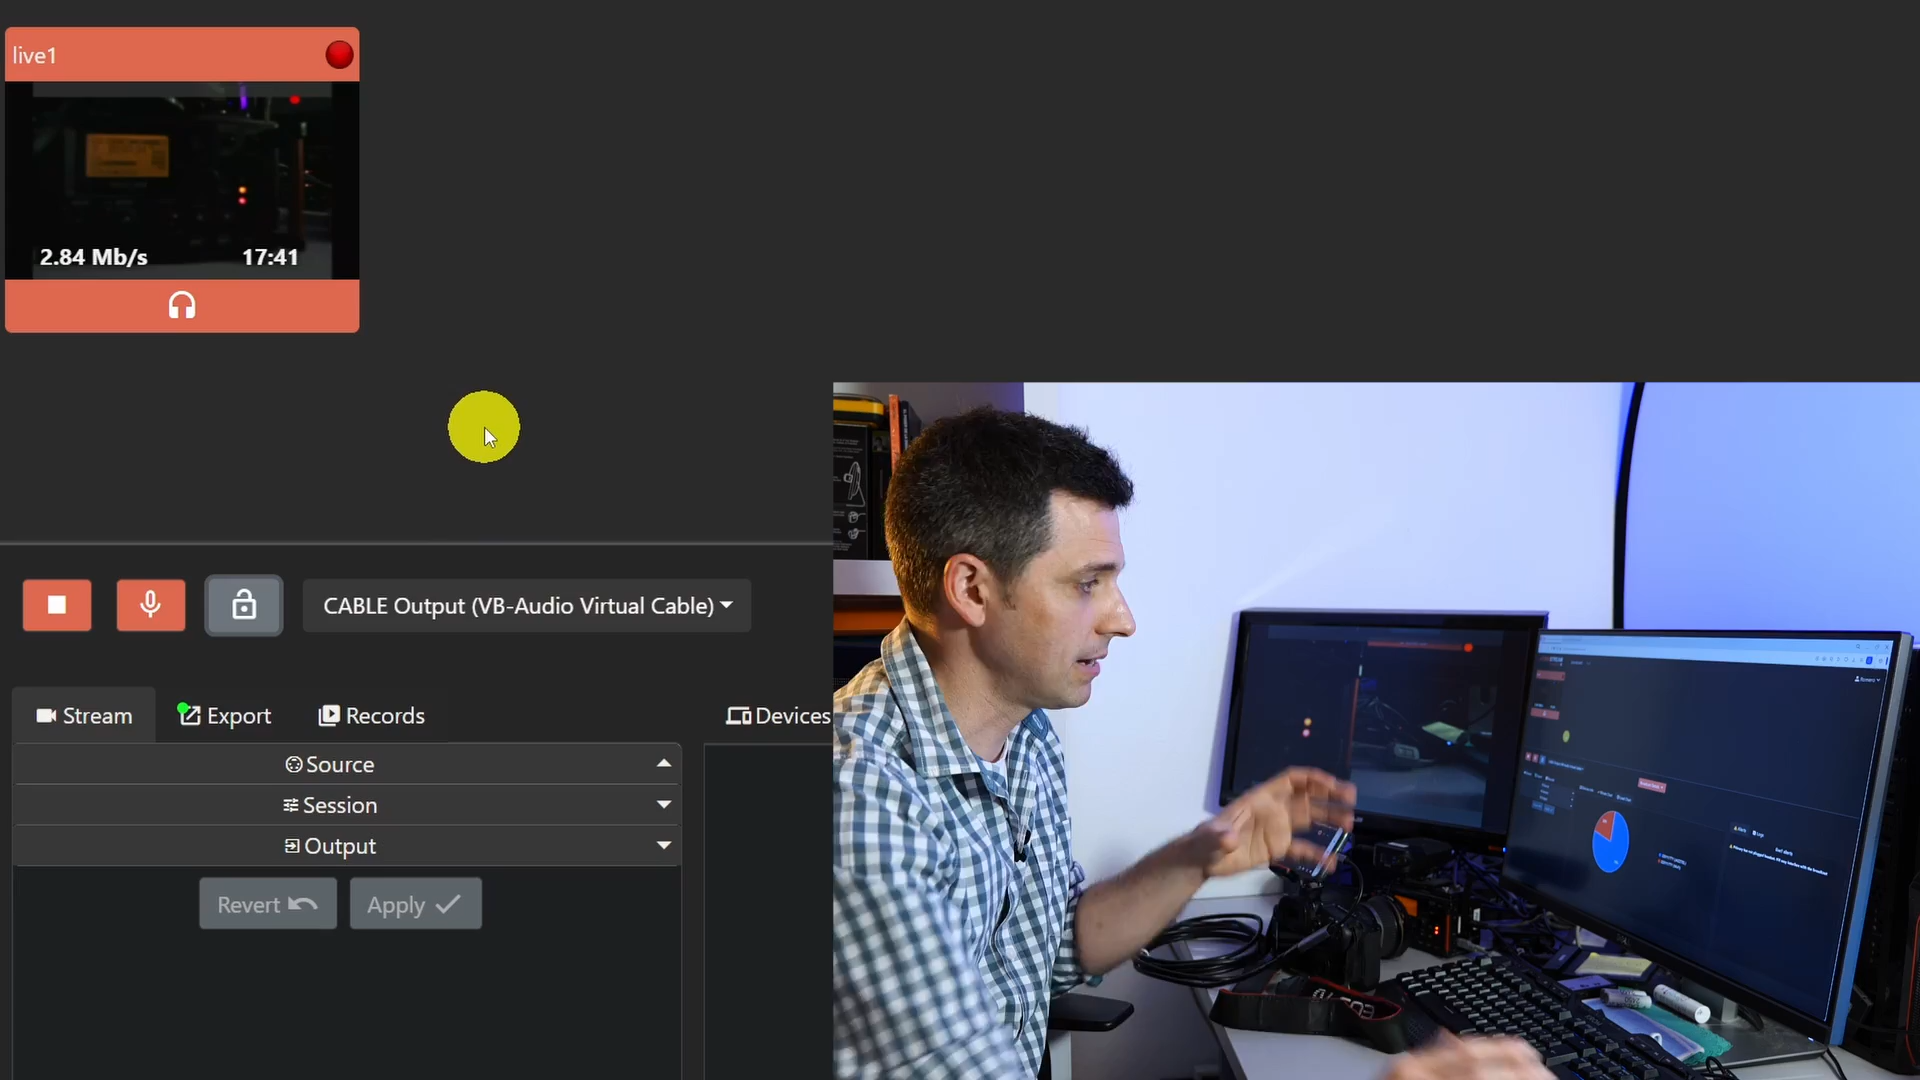 live1
2.84 Mb/s 17:41
CABLE Output (VB-Audio Virtual Cable)
Stream Export Records Devices
Source
Session
Output
Revert Apply